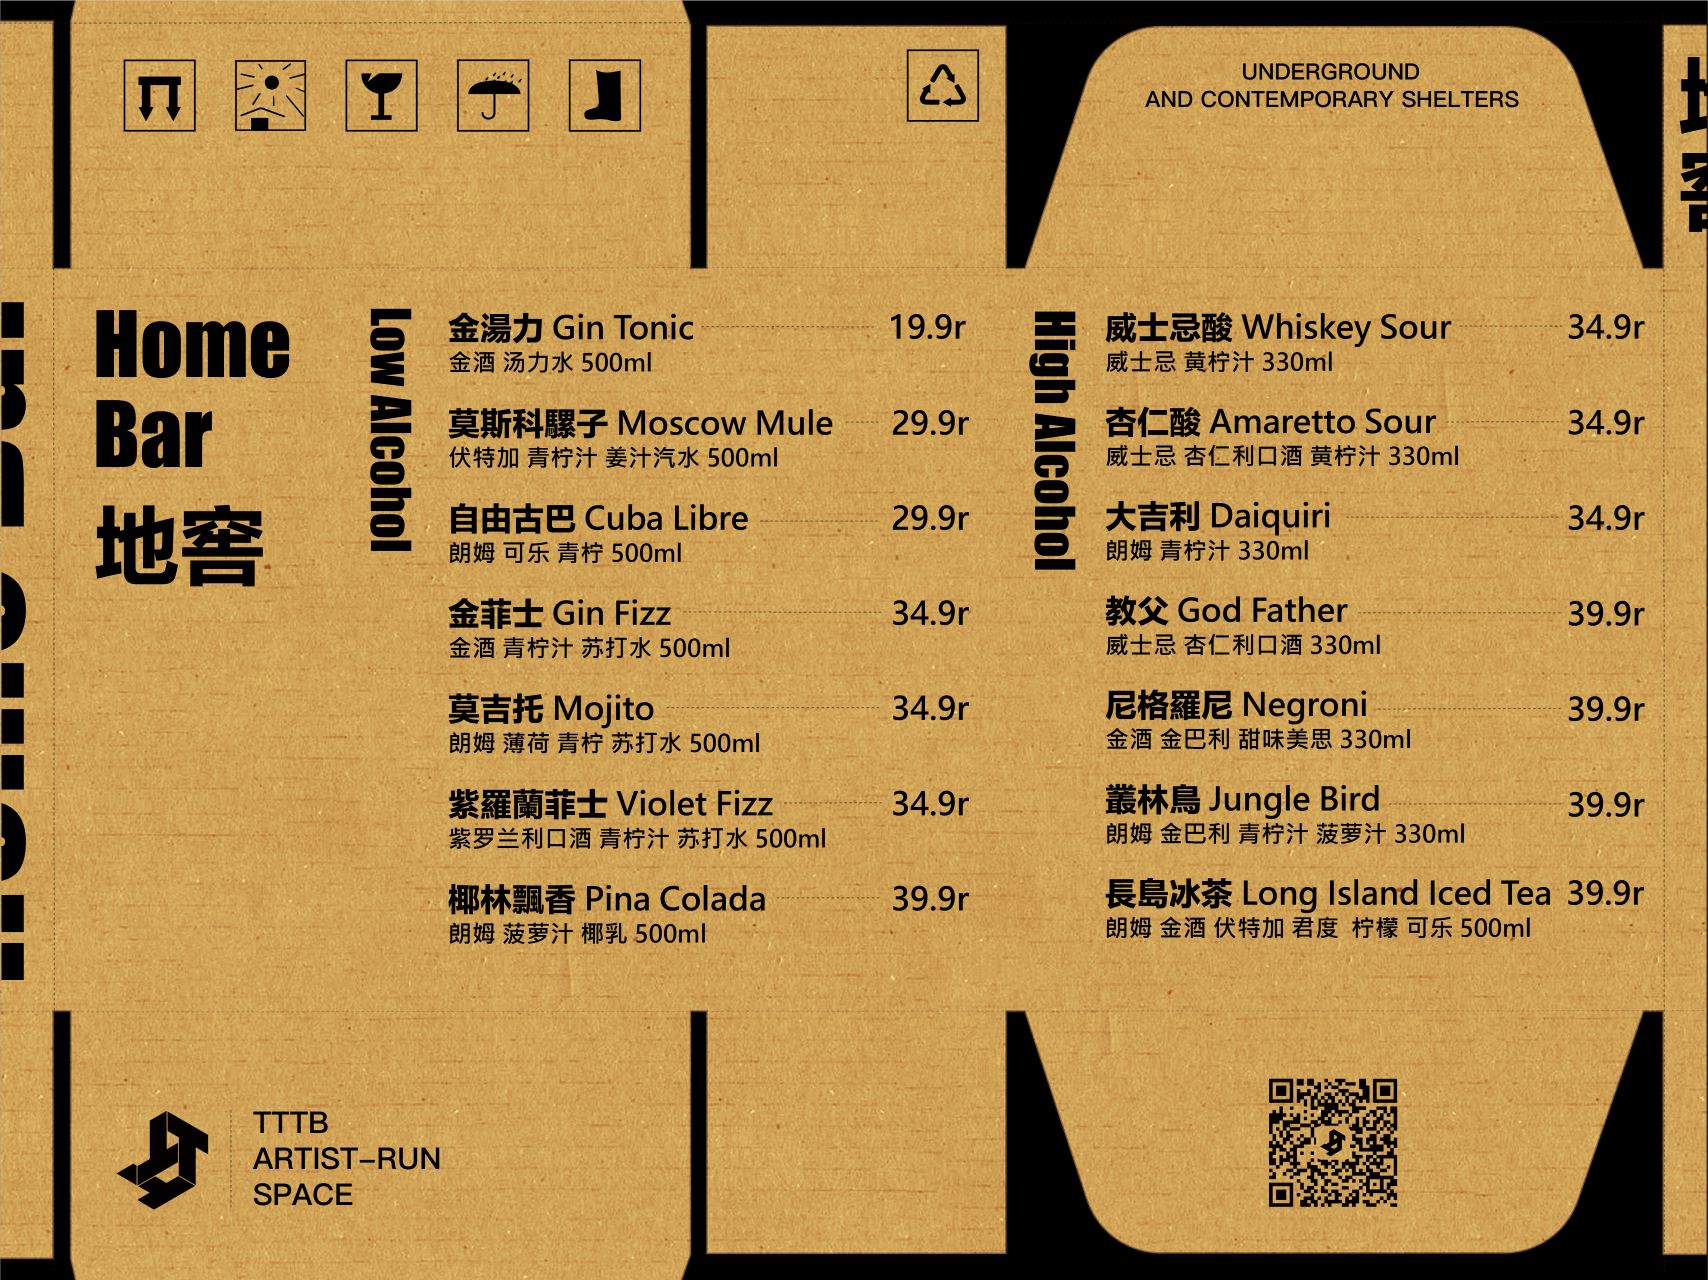 UNDERGROUND
AND CONTEMPORARY SHELTERS
地
窖
Home
Bar
地窖
Low Alcohol
金湯力 Gin Tonic 19.9r
金酒 汤力水 500ml
莫斯科騾子 Moscow Mule 29.9r
伏特加 青柠汁 姜汁汽水 500ml
自由古巴 Cuba Libre 29.9r
朗姆 可乐 青柠 500ml
金菲士 Gin Fizz 34.9r
金酒 青柠汁 苏打水 500ml
莫吉托 Mojito 34.9r
朗姆 薄荷 青柠 苏打水 500ml
紫羅蘭菲士 Violet Fizz 34.9r
紫罗兰利口酒 青柠汁 苏打水 500ml
椰林飄香 Pina Colada 39.9r
朗姆 菠萝汁 椰乳 500ml
High Alcohol
威士忌酸 Whiskey Sour 34.9r
威士忌 黄柠汁 330ml
杏仁酸 Amaretto Sour 34.9r
威士忌 杏仁利口酒 黄柠汁 330ml
大吉利 Daiquiri 34.9r
朗姆 青柠汁 330ml
教父 God Father 39.9r
威士忌 杏仁利口酒 330ml
尼格羅尼 Negroni 39.9r
金酒 金巴利 甜味美思 330ml
叢林鳥 Jungle Bird 39.9r
朗姆 金巴利 青柠汁 菠萝汁 330ml
長島冰茶 Long Island Iced Tea 39.9r
朗姆 金酒 伏特加 君度 柠檬 可乐 500ml
TTTB
ARTIST–RUN
SPACE